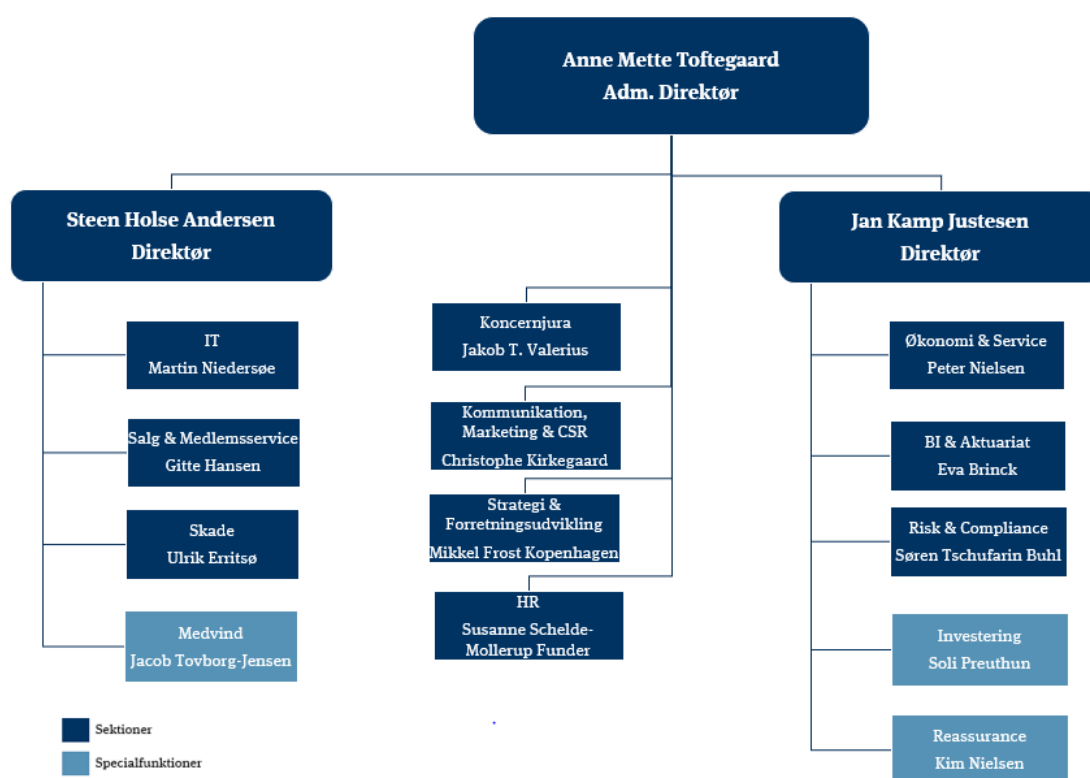 Anne Mette Toftegaard
Adm. Direktør
Steen Holse Andersen
Direktør
Jan Kamp Justesen
Direktør
IT
Martin Niedersøe
Salg & Medlemsservice
Gitte Hansen
Skade
Ulrik Erritsø
Medvind
Jacob Tovborg-Jensen
Koncernjura
Jakob T. Valerius
Kommunikation,
Marketing & CSR
Christophe Kirkegaard
Strategi &
Forretningsudvikling
Mikkel Frost Kopenhagen
HR
Susanne Schelde-
Mollerup Funder
Økonomi & Service
Peter Nielsen
BI & Aktuariat
Eva Brinck
Risk & Compliance
Søren Tschufarin Buhl
Investering
Soli Preuthun
Reassurance
Kim Nielsen
Sektioner
Specialfunktioner